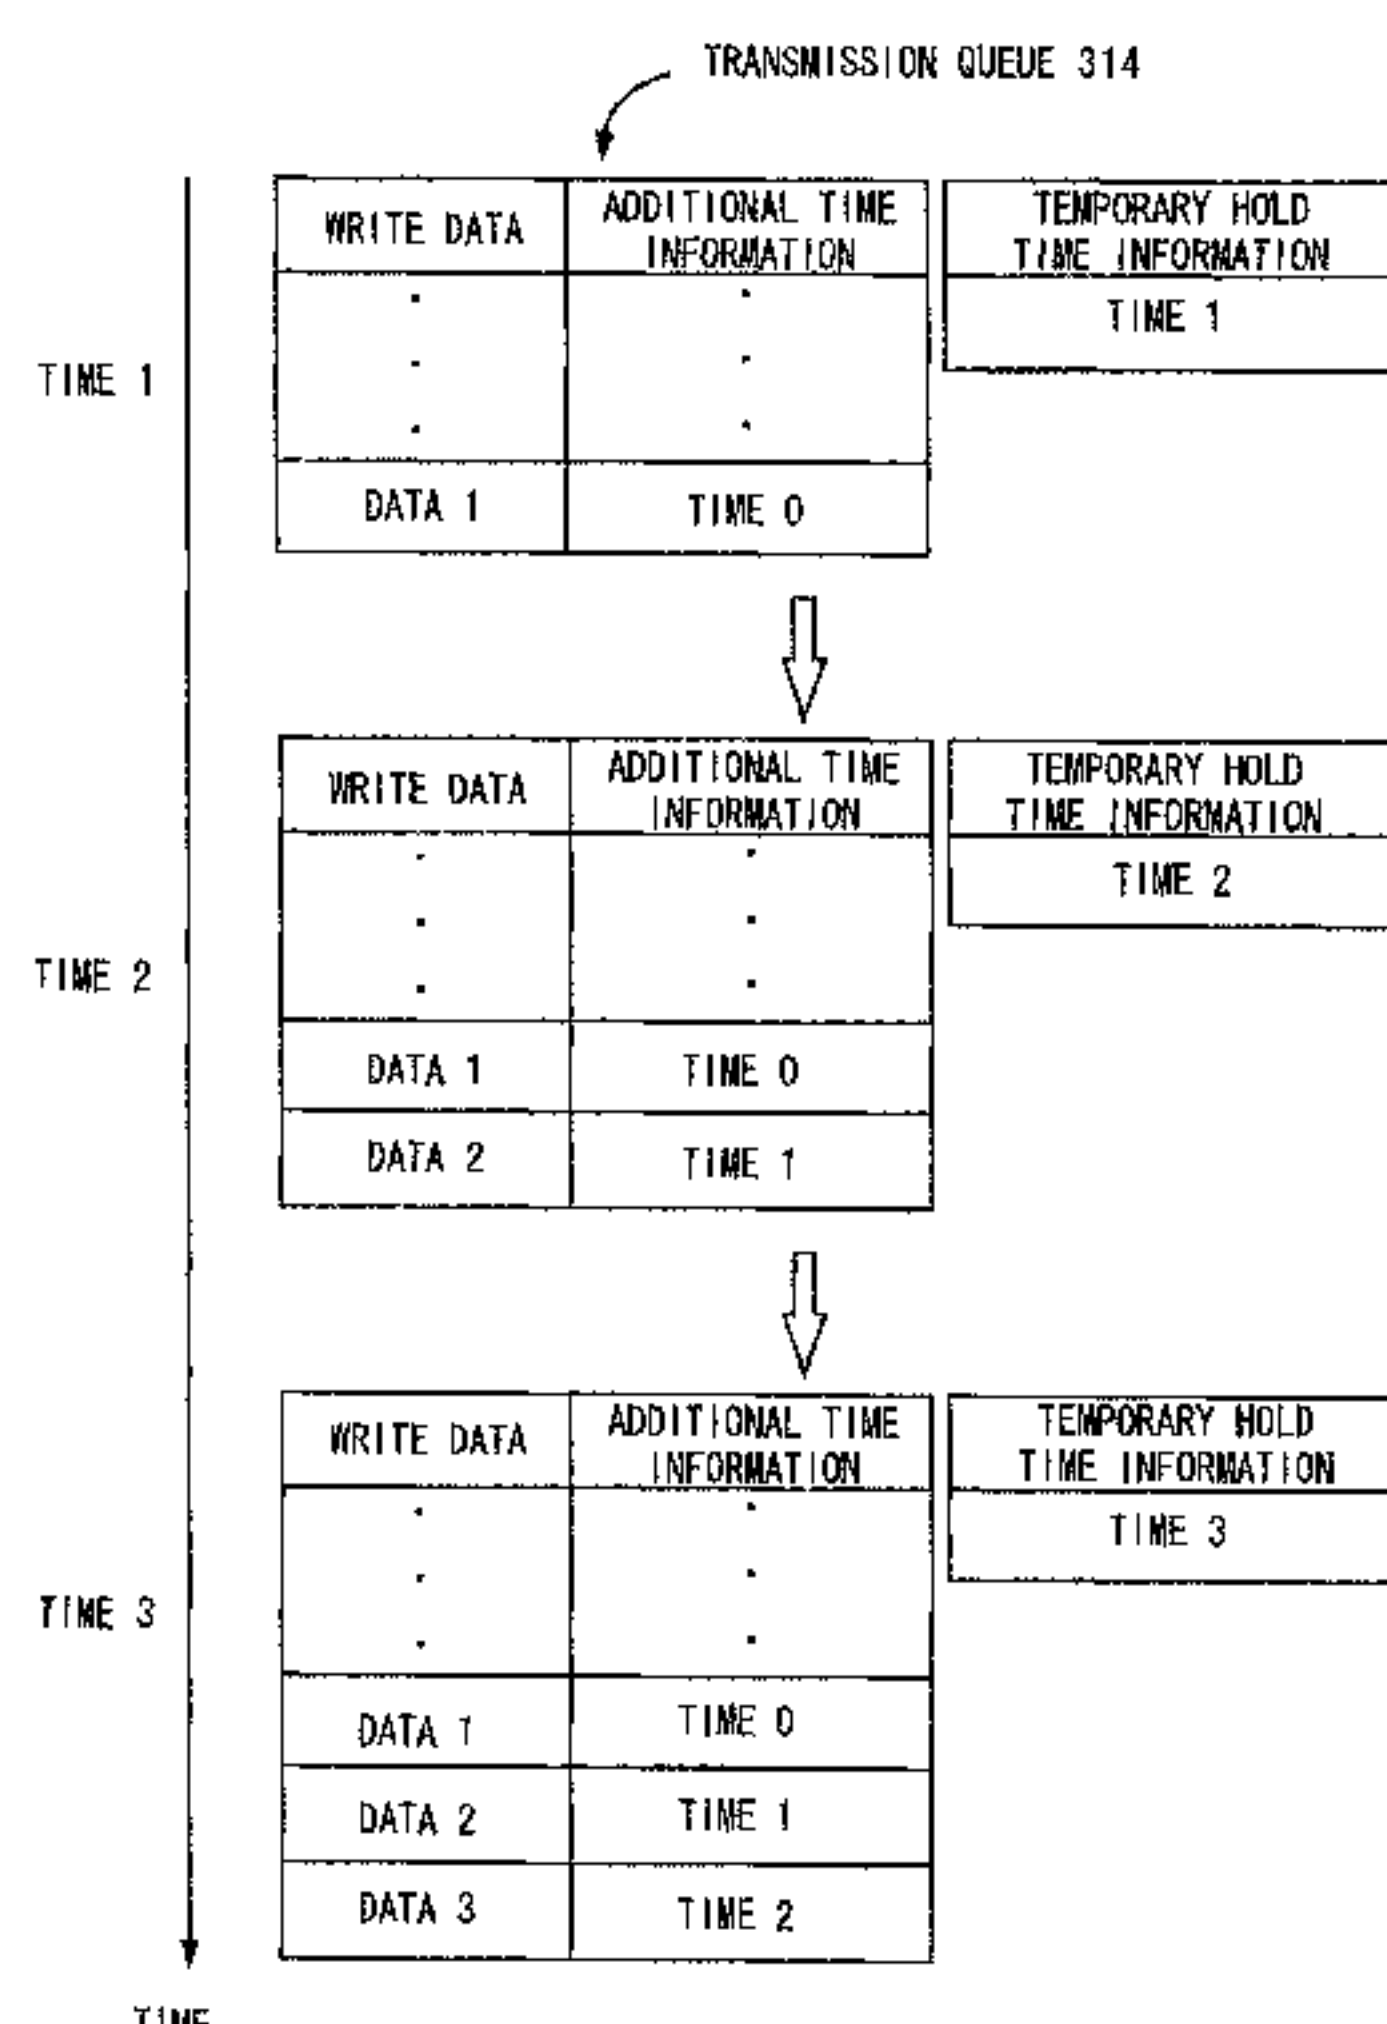 TRANSMISSION QUEUE 314
WRITE DATA
ADDITIONAL TIME
INFORMATION
TEMPORARY HOLD
TIME INFORMATION
TIME 1
TIME 1
DATA 1
TIME 0
WRITE DATA
ADDITIONAL TIME
INFORMATION
TEMPORARY HOLD
TIME INFORMATION
TIME 2
TIME 2
DATA 1
TIME 0
DATA 2
TIME 1
WRITE DATA
ADDITIONAL TIME
INFORMATION
TEMPORARY HOLD
TIME INFORMATION
TIME 3
TIME 3
DATA 1
TIME 0
DATA 2
TIME 1
DATA 3
TIME 2
TIME